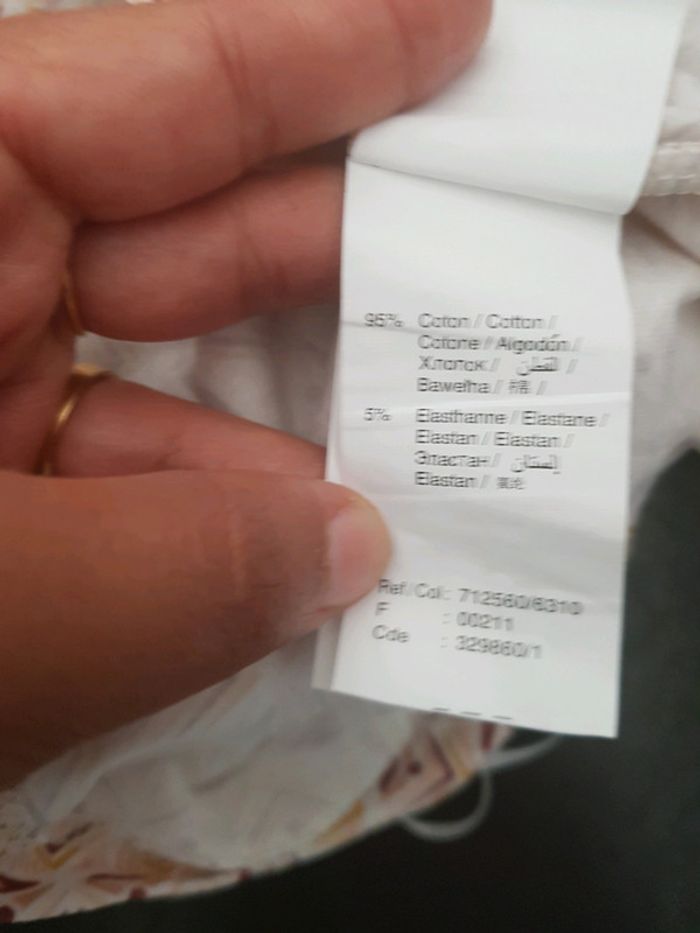 95% Coton / Cotton /
Cotone / Algodón /
Хлопок / القطن /
Bawełna / 棉 /
5% Elasthanne / Elastane /
Elastan / Elastan /
Эластан / إلستان
Elastan /
Ref/Col.: 712560/6310
F : 00211
Cde : 329860/1